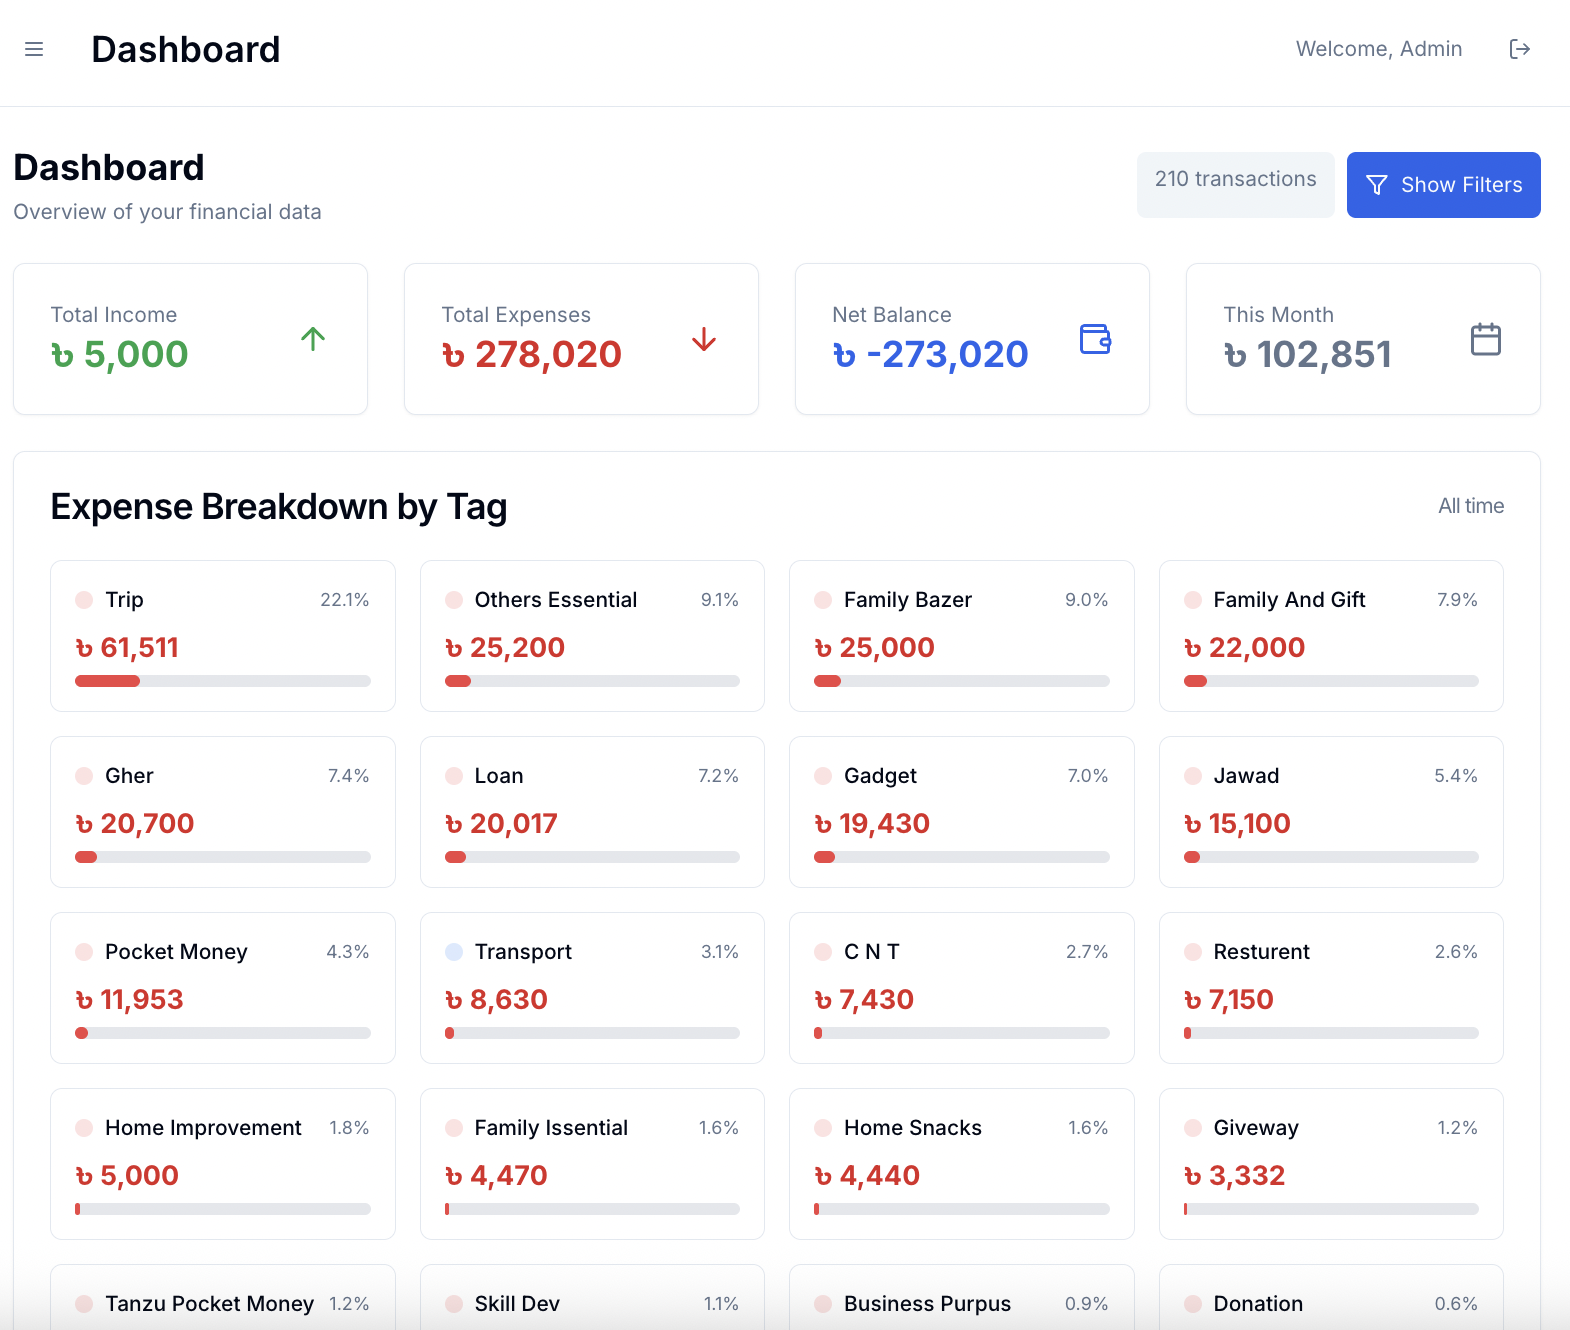 Dashboard
Welcome, Admin
Dashboard
Overview of your financial data
210 transactions
Show Filters
Total Income
৳ 5,000
Total Expenses
৳ 278,020
Net Balance
৳ -273,020
This Month
৳ 102,851
Expense Breakdown by Tag
All time
Trip 22.1%
৳ 61,511
Others Essential 9.1%
৳ 25,200
Family Bazer 9.0%
৳ 25,000
Family And Gift 7.9%
৳ 22,000
Gher 7.4%
৳ 20,700
Loan 7.2%
৳ 20,017
Gadget 7.0%
৳ 19,430
Jawad 5.4%
৳ 15,100
Pocket Money 4.3%
৳ 11,953
Transport 3.1%
৳ 8,630
C N T 2.7%
৳ 7,430
Resturent 2.6%
৳ 7,150
Home Improvement 1.8%
৳ 5,000
Family Issential 1.6%
৳ 4,470
Home Snacks 1.6%
৳ 4,440
Giveway 1.2%
৳ 3,332
Tanzu Pocket Money 1.2%
Skill Dev 1.1%
Business Purpus 0.9%
Donation 0.6%